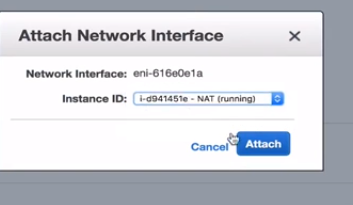 Attach Network Interface
Network Interface: eni-616e0e1a
Instance ID: i-d941451e - NAT (running)
Cancel Attach